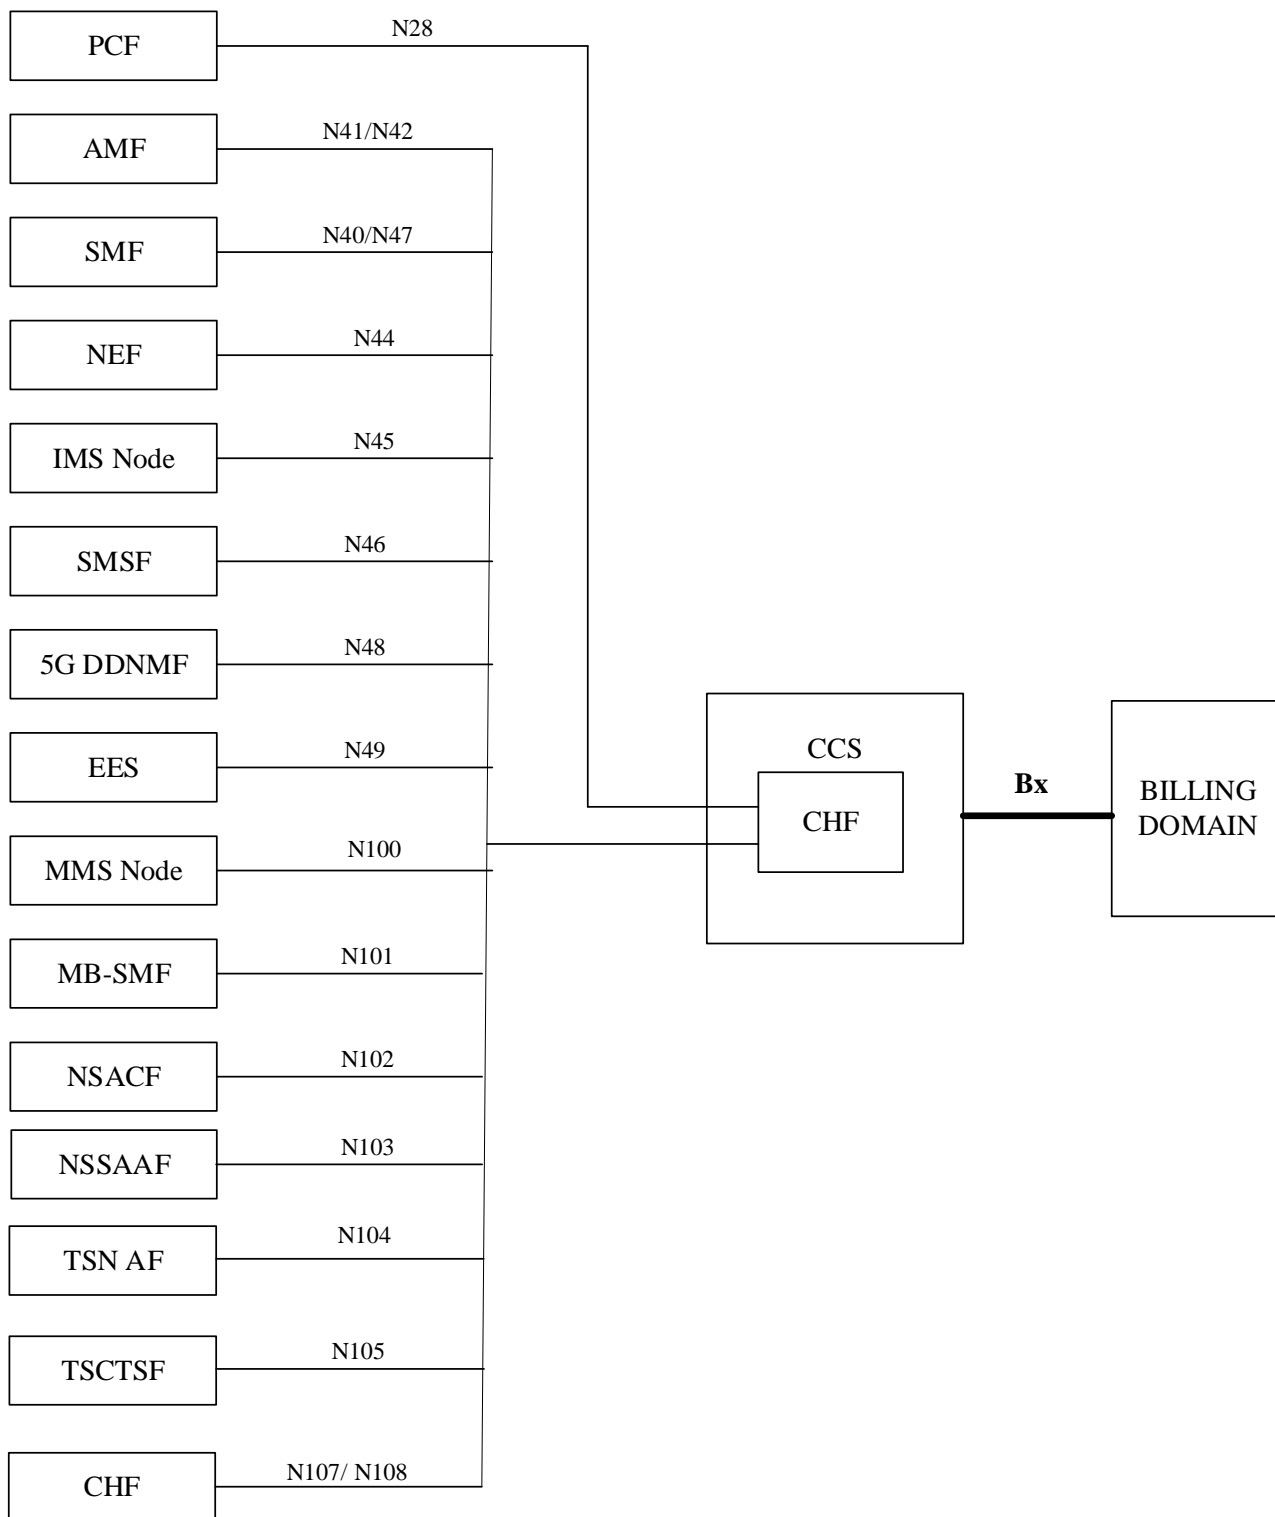 PCF
N28
AMF
N41/N42
SMF
N40/N47
NEF
N44
IMS Node
N45
SMSF
N46
5G DDNMF
N48
EES
N49
MMS Node
N100
MB-SMF
N101
NSACF
N102
NSSAAF
N103
TSN AF
N104
TSCTSF
N105
CHF
N107/ N108
CCS
CHF
Bx
BILLING
DOMAIN